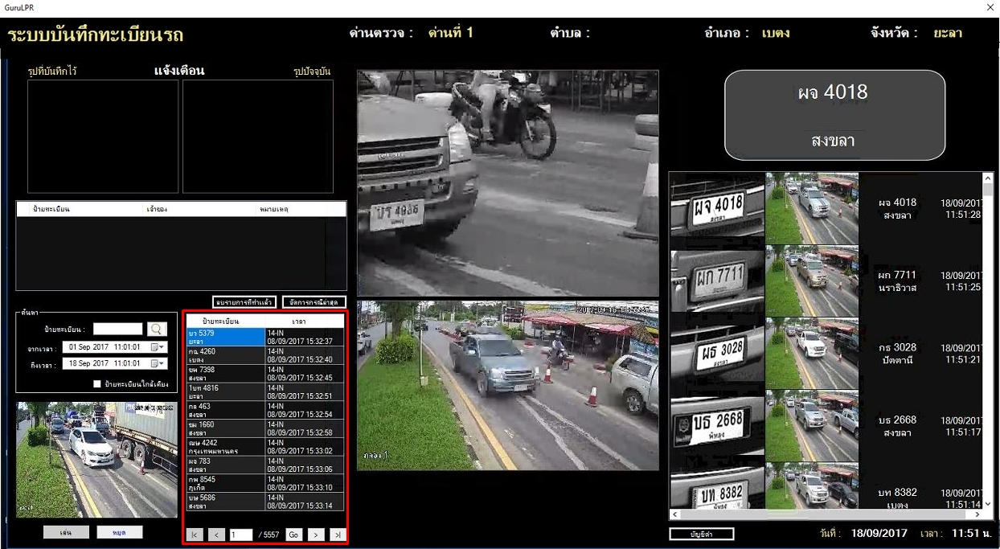 GuruLPR
ระบบบันทึกทะเบียนรถ
ด่านตรวจ : ด่านที่ 1
ตำบล :
อำเภอ : เบตง
จังหวัด : ยะลา
รูปที่บันทึกไว้
แจ้งเตือน
รูปปัจจุบัน
ป้ายทะเบียน
เจ้าของ
หมายเหตุ
ลบรายการที่ทำแล้ว
จัดการกรณีล่าสุด
ค้นหา
ป้ายทะเบียน :
จากเวลา : 01 Sep 2017 11:01:01
ถึงเวลา : 18 Sep 2017 11:01:01
ป้ายทะเบียนใกล้เคียง
เล่น
หยุด
ป้ายทะเบียน เวลา
บว 5379 14-IN
ยะลา 08/09/2017 15:32:37
กฉ 4260 14-IN
เบตง 08/09/2017 15:32:40
ขพ 7398 14-IN
สงขลา 08/09/2017 15:32:45
1บท 4816 14-IN
ยะลา 08/09/2017 15:32:51
กล 463 14-IN
สงขลา 08/09/2017 15:32:54
ขผ 1660 14-IN
สงขลา 08/09/2017 15:32:58
ฌษ 4242 14-IN
กรุงเทพมหานคร 08/09/2017 15:33:02
ผจ 783 14-IN
สงขลา 08/09/2017 15:33:06
กพ 8545 14-IN
ภูเก็ต 08/09/2017 15:33:10
บษ 5686 14-IN
สงขลา 08/09/2017 15:33:14
|< < 1 / 5557 Go > >|
กล้อง 1
ผจ 4018
สงขลา
ผจ 4018
ผจ 4018 18/09/2017
สงขลา 11:51:28
ผก 7711
ผก 7711 18/09/2017
นราธิวาส 11:51:25
ผธ 3028
กธ 3028 18/09/2017
ปัตตานี 11:51:21
บธ 2668
พัทลุง
บธ 2668 18/09/2017
สงขลา 11:51:17
บท 8382
บท 8382 18/09/2017
เบตง 11:51:14
บัญชีดำ
วันที่ : 18/09/2017 เวลา : 11:51 น.